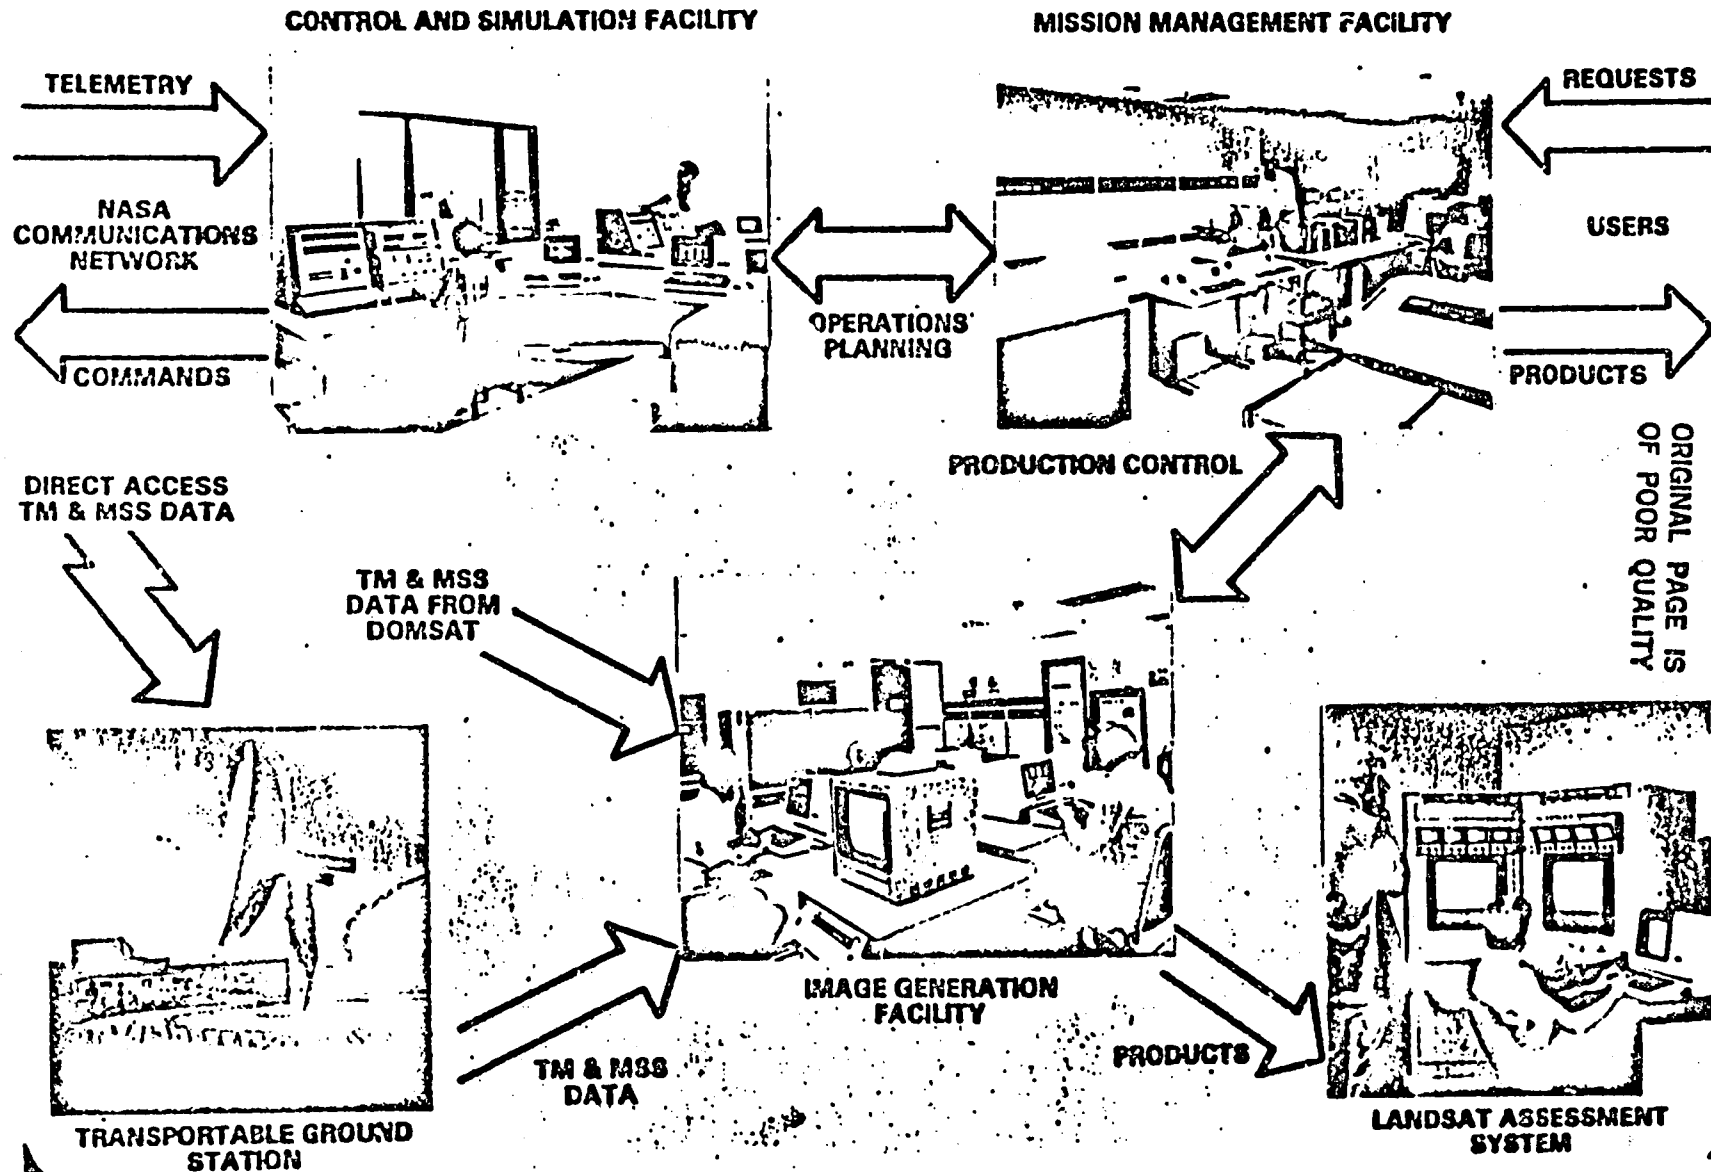 CONTROL AND SIMULATION FACILITY
MISSION MANAGEMENT FACILITY
TELEMETRY
REQUESTS
NASA
COMMUNICATIONS
NETWORK
USERS
OPERATIONS
PLANNING
COMMANDS
PRODUCTS
DIRECT ACCESS
TM & MSS DATA
PRODUCTION CONTROL
ORIGINAL PAGE IS
OF POOR QUALITY
TM & MSS
DATA FROM
DOMSAT
IMAGE GENERATION
FACILITY
TM & MSS
DATA
PRODUCTS
TRANSPORTABLE GROUND
STATION
LANDSAT ASSESSMENT
SYSTEM